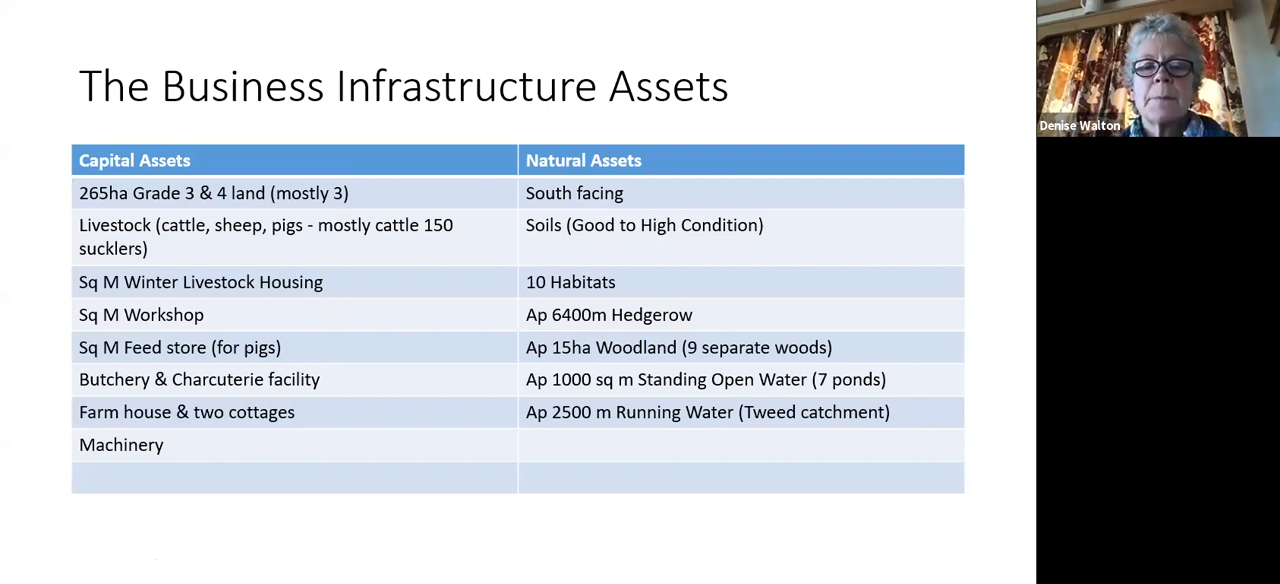 The Business Infrastructure Assets
Capital Assets
Natural Assets
265ha Grade 3 & 4 land (mostly 3)
South facing
Livestock (cattle, sheep, pigs - mostly cattle 150
sucklers)
Soils (Good to High Condition)
Sq M Winter Livestock Housing
10 Habitats
Sq M Workshop
Ap 6400m Hedgerow
Sq M Feed store (for pigs)
Ap 15ha Woodland (9 separate woods)
Butchery & Charcuterie facility
Ap 1000 sq m Standing Open Water (7 ponds)
Farm house & two cottages
Ap 2500 m Running Water (Tweed catchment)
Machinery
Denise Walton